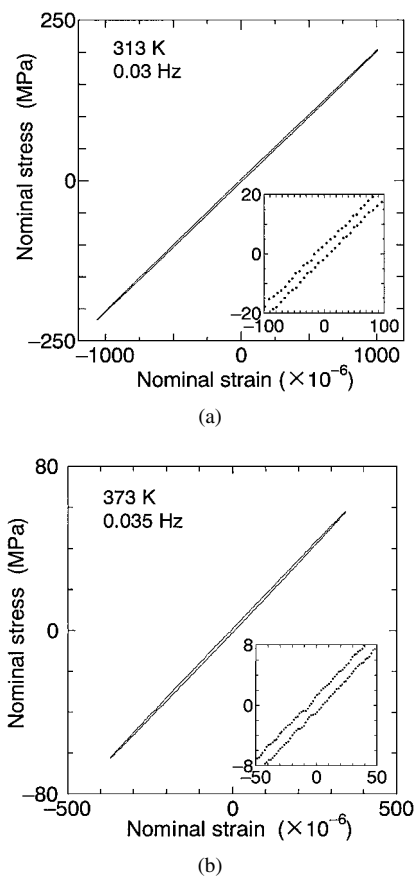 250
313 K
0.03 Hz
Nominal stress (MPa)
0
20
0
−20
−100 0 100
−250
−1000 0 1000
Nominal strain (×10⁻⁶)
(a)
80
373 K
0.035 Hz
Nominal stress (MPa)
0
8
0
−8
−50 0 50
−80
−500 0 500
Nominal strain (×10⁻⁶)
(b)